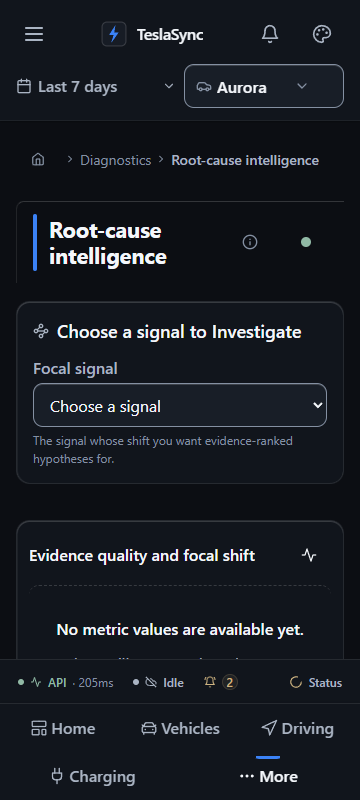 TeslaSync
Last 7 days
Aurora
Diagnostics
Root-cause intelligence
Root-cause
intelligence
Choose a signal to Investigate
Focal signal
Choose a signal
The signal whose shift you want evidence-ranked
hypotheses for.
Evidence quality and focal shift
No metric values are available yet.
API · 205ms
Idle
2
Status
Home
Vehicles
Driving
Charging
More